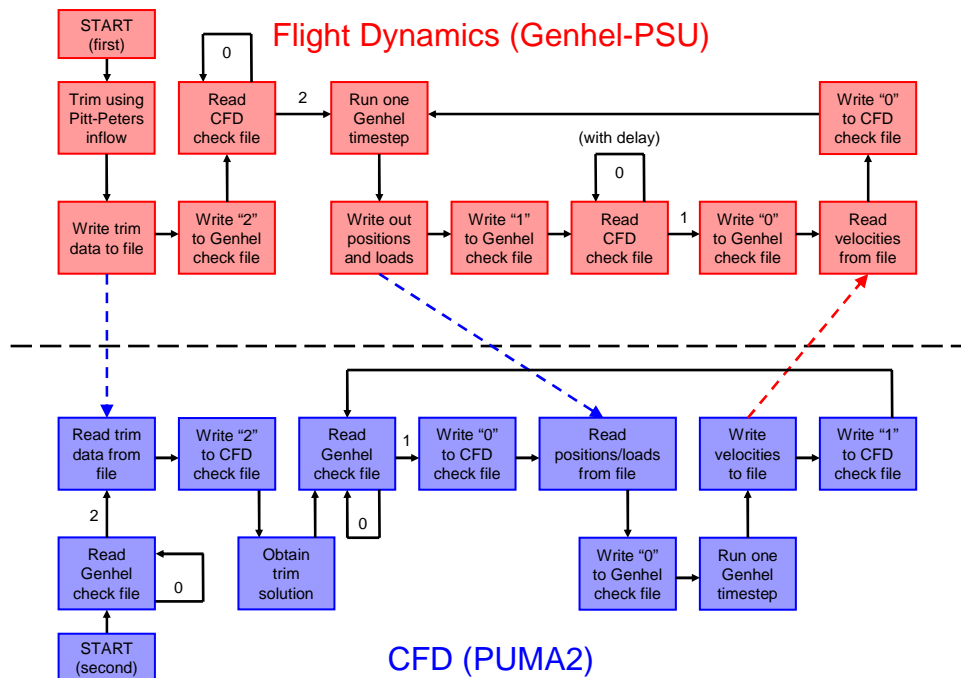 START
(first)
Flight Dynamics (Genhel-PSU)
0
Trim using
Pitt-Peters
inflow
Read
CFD
check file
2
Run one
Genhel
timestep
Write “0”
to CFD
check file
(with delay)
0
Write trim
data to file
Write “2”
to Genhel
check file
Write out
positions
and loads
Write “1”
to Genhel
check file
Read
CFD
check file
1
Write “0”
to Genhel
check file
Read
velocities
from file
Read trim
data from
file
Write “2”
to CFD
check file
Read
Genhel
check file
1
Write “0”
to CFD
check file
Read
positions/loads
from file
Write
velocities
to file
Write “1”
to CFD
check file
2
0
Read
Genhel
check file
0
Obtain
trim
solution
Write “0”
to Genhel
check file
Run one
Genhel
timestep
START
(second)
CFD (PUMA2)